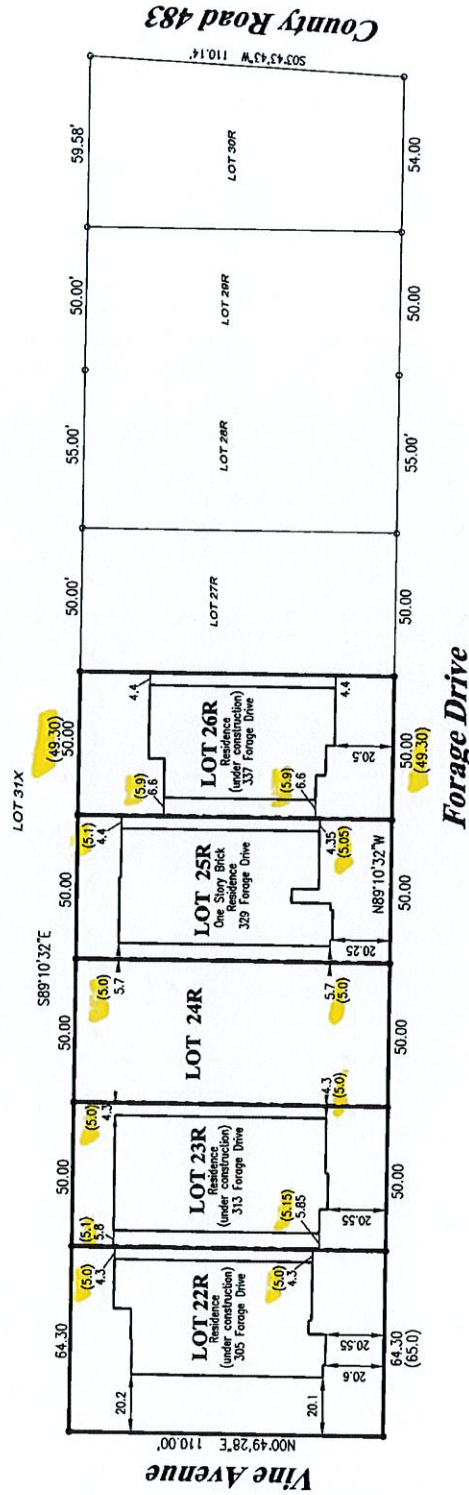 County Road 483
S03°43'43"W 110.14'
59.58'
LOT 30R
54.00
50.00'
LOT 29R
50.00
55.00'
LOT 28R
55.00
50.00'
LOT 27R
50.00
LOT 31X
(49.30)
50.00'
4.4
(5.9)
6.6
LOT 26R
Residence
(under construction)
337 Forage Drive
(5.9)
6.6
4.4
20.5
50.00
(49.30)
Forage Drive
S89°10'32"E
50.00
(5.1)
4.4
LOT 25R
One Story Brick
Residence
329 Forage Drive
4.35
(5.05)
5.7
(5.0)
5.7
(5.0)
20.25
N89°10'32"W
50.00
50.00
LOT 24R
50.00
50.00
(5.0)
4.3
4.3
(5.0)
LOT 23R
Residence
(under construction)
313 Forage Drive
(5.1)
5.8
(5.15)
5.85
20.55
50.00
64.30
(5.0)
4.3
(5.0)
4.3
LOT 22R
Residence
(under construction)
305 Forage Drive
20.2
20.1
20.6
20.55
64.30
(65.0)
N00°49'28"E 110.00'
Vine Avenue